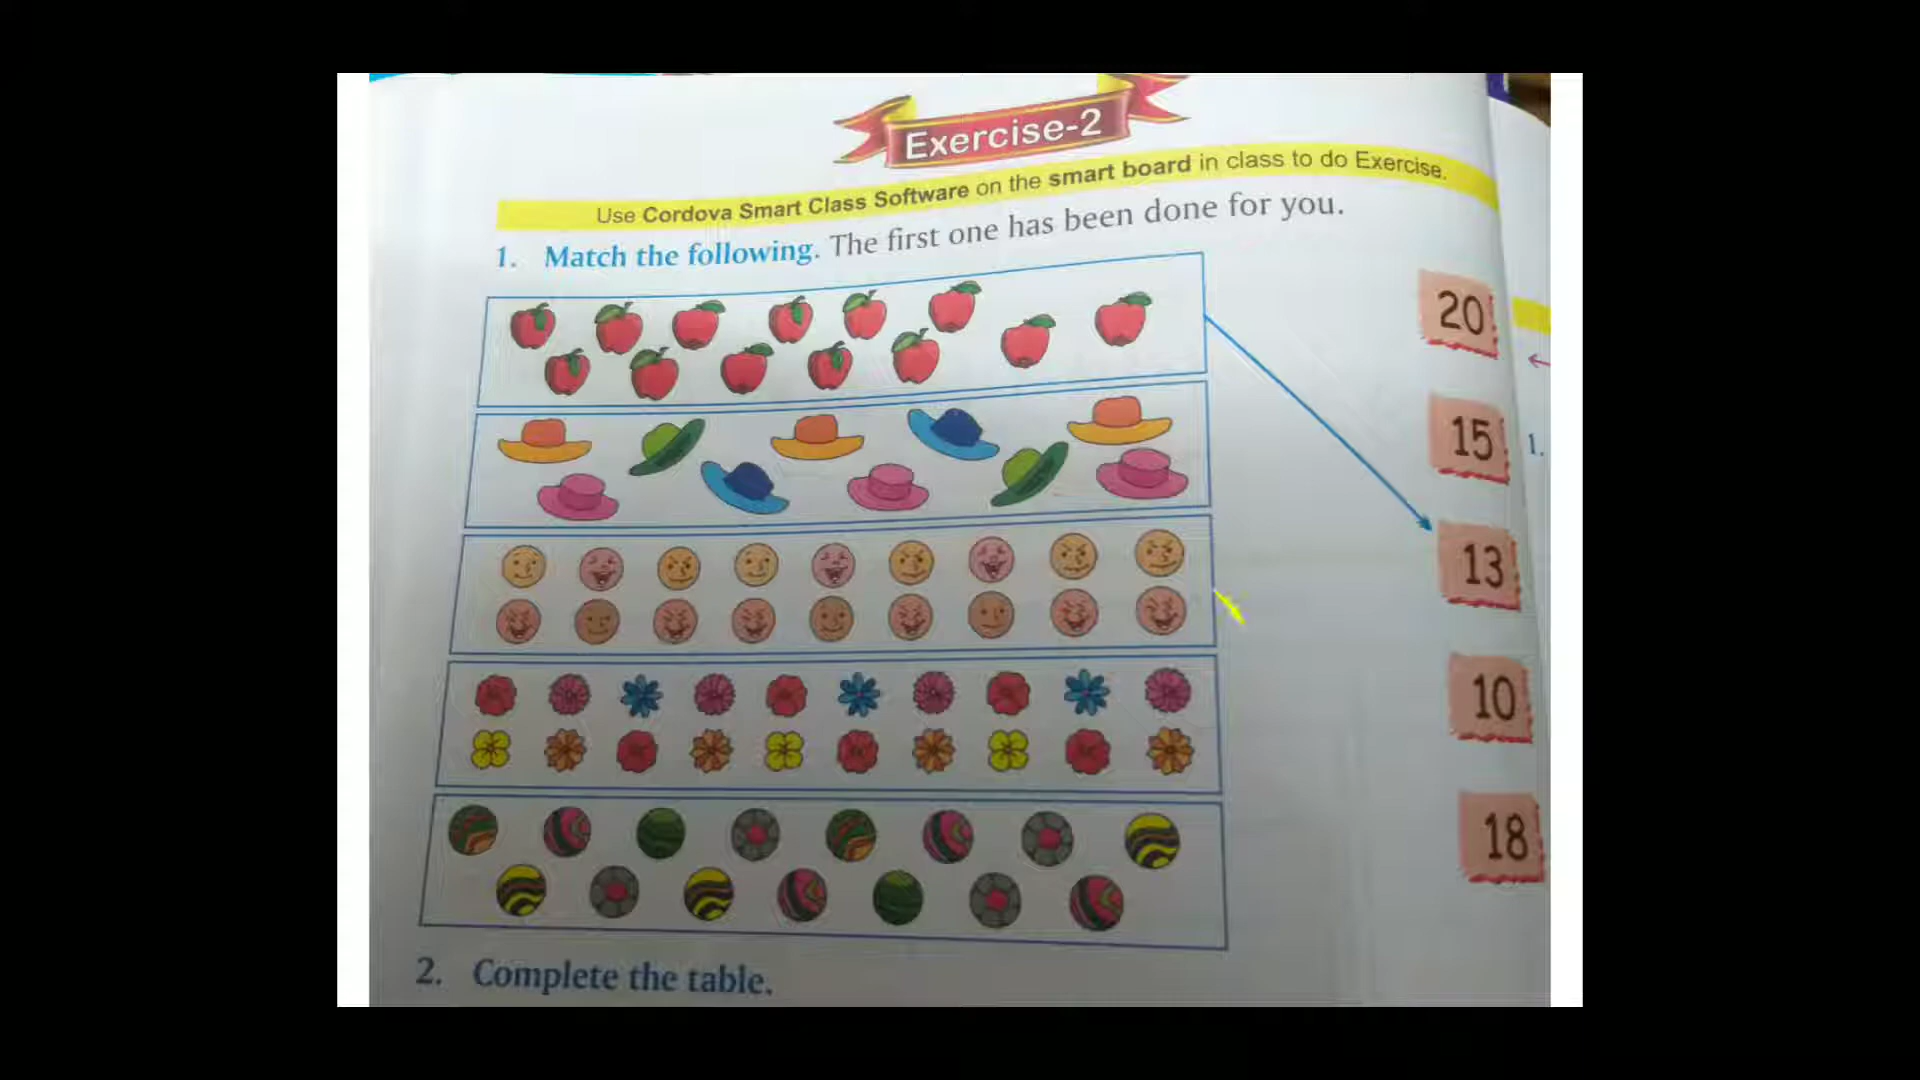 Exercise-2
Use Cordova Smart Class Software on the smart board in class to do Exercise.
1. Match the following. The first one has been done for you.
20
15
1.
13
10
18
2. Complete the table.